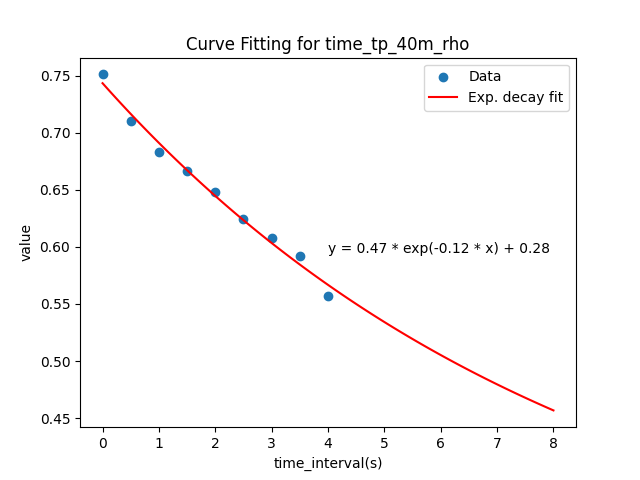 Curve Fitting for time_tp_40m_rho
Data
Exp. decay fit
y = 0.47 * exp(-0.12 * x) + 0.28
value
0.75
0.70
0.65
0.60
0.55
0.50
0.45
0 1 2 3 4 5 6 7 8
time_interval(s)